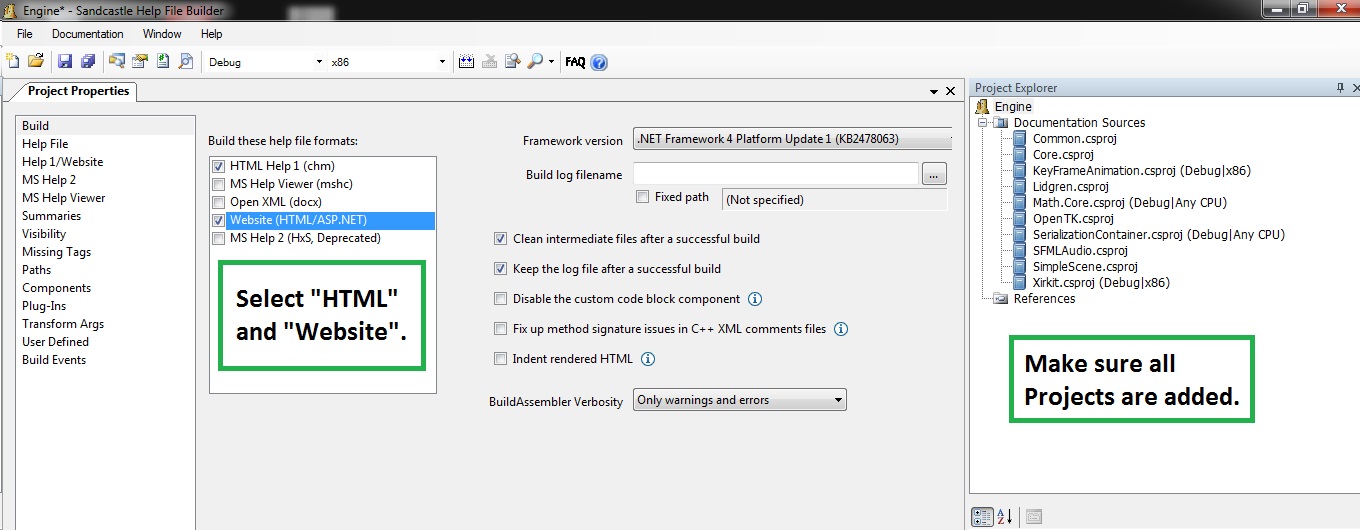 Engine* - Sandcastle Help File Builder
File Documentation Window Help
Debug x86 FAQ
Project Properties
Build
Help File
Help 1/Website
MS Help 2
MS Help Viewer
Summaries
Visibility
Missing Tags
Paths
Components
Plug-Ins
Transform Args
User Defined
Build Events
Build these help file formats:
HTML Help 1 (chm)
MS Help Viewer (mshc)
Open XML (docx)
Website (HTML/ASP.NET)
MS Help 2 (HxS, Deprecated)
Select "HTML"
and "Website".
Framework version .NET Framework 4 Platform Update 1 (KB2478063)
Build log filename ...
Fixed path (Not specified)
Clean intermediate files after a successful build
Keep the log file after a successful build
Disable the custom code block component
Fix up method signature issues in C++ XML comments files
Indent rendered HTML
BuildAssembler Verbosity Only warnings and errors
Project Explorer
Engine
Documentation Sources
Common.csproj
Core.csproj
KeyFrameAnimation.csproj (Debug|x86)
Lidgren.csproj
Math.Core.csproj (Debug|Any CPU)
OpenTK.csproj
SerializationContainer.csproj (Debug|Any CPU)
SFMLAudio.csproj
SimpleScene.csproj
Xirkit.csproj (Debug|x86)
References
Make sure all
Projects are added.